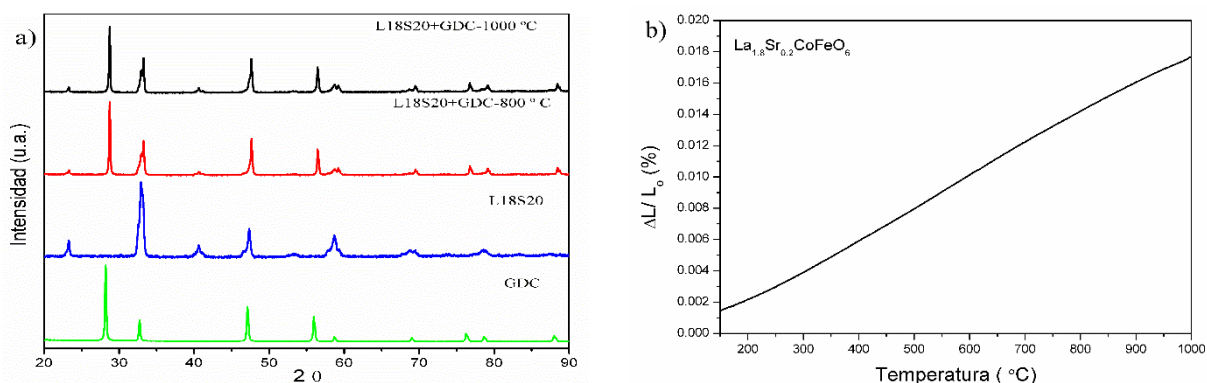 a)
L18S20+GDC-1000 ºC
L18S20+GDC-800 º C
L18S20
GDC
Intensidad (u.a.)
20 30 40 50 60 70 80 90
2 θ
b)
La1.8Sr0.2CoFeO6
0.020
0.018
0.016
0.014
0.012
0.010
0.008
0.006
0.004
0.002
0.000
ΔL/ Lo (%)
200 300 400 500 600 700 800 900 1000
Temperatura ( °C)